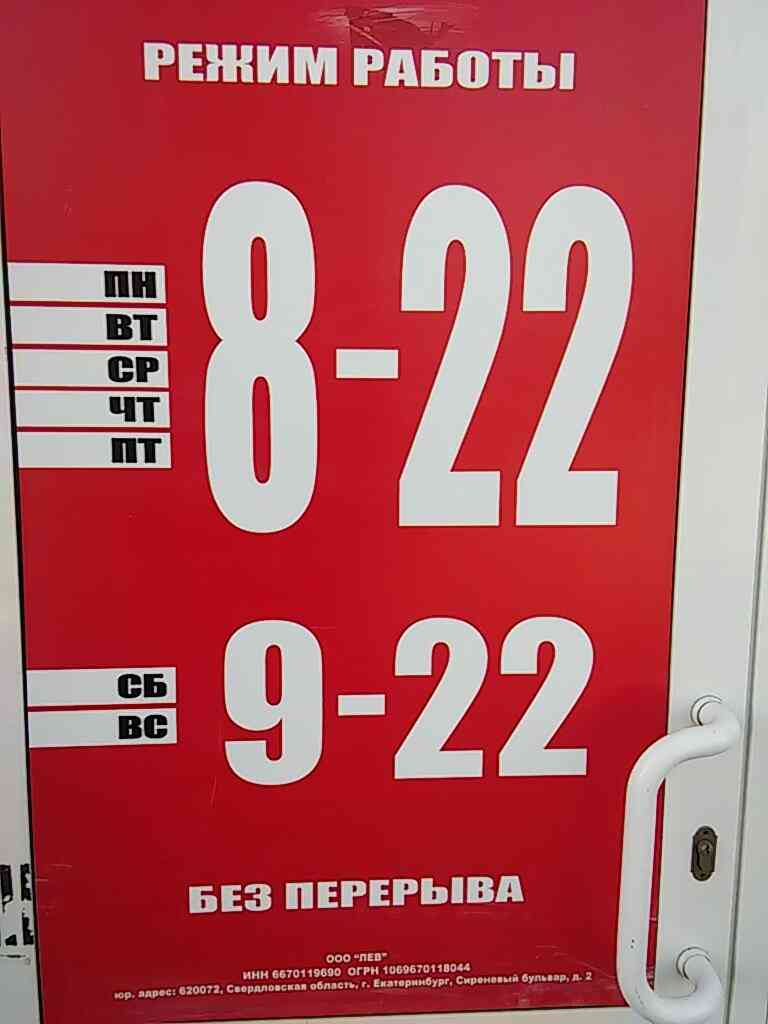 РЕЖИМ РАБОТЫ
ПН
ВТ
СР
ЧТ
ПТ
8-22
СБ
ВС
9-22
БЕЗ ПЕРЕРЫВА
ООО "ЛЕВ"
ИНН 6670119690 ОГРН 1069670118044
юр. адрес: 620072, Свердловская область, г. Екатеринбург, Сиреневый бульвар, д. 2